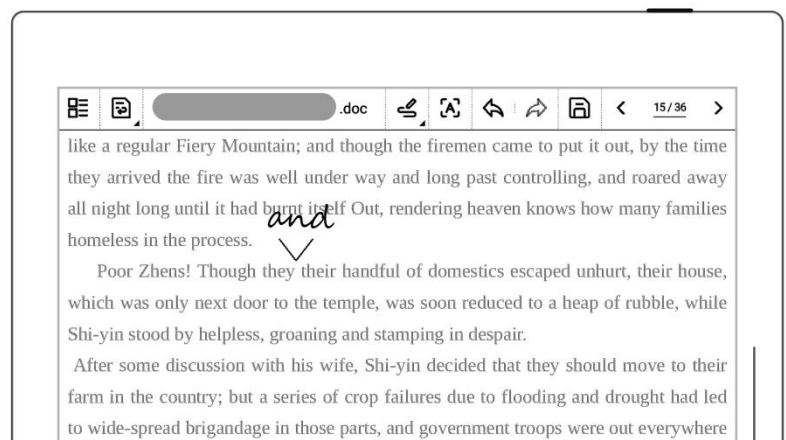 .doc 15/36
like a regular Fiery Mountain; and though the firemen came to put it out, by the time
they arrived the fire was well under way and long past controlling, and roared away
all night long until it had burnt itself Out, rendering heaven knows how many families
and
homeless in the process.
Poor Zhens! Though they their handful of domestics escaped unhurt, their house,
which was only next door to the temple, was soon reduced to a heap of rubble, while
Shi-yin stood by helpless, groaning and stamping in despair.
After some discussion with his wife, Shi-yin decided that they should move to their
farm in the country; but a series of crop failures due to flooding and drought had led
to wide-spread brigandage in those parts, and government troops were out everywhere